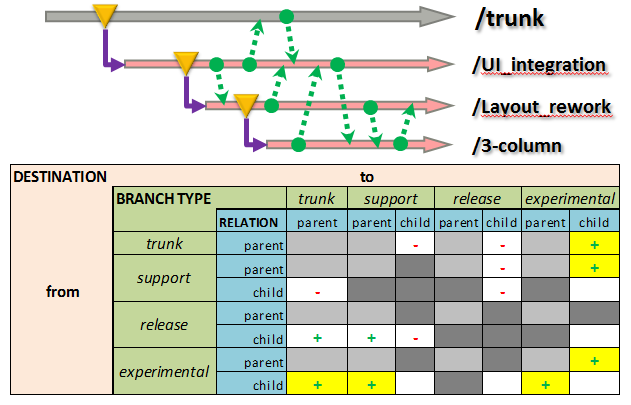 /trunk
/UI_integration
/Layout_rework
/3-column
DESTINATION to
BRANCH TYPE trunk support release experimental
RELATION parent parent child parent child parent child
trunk parent - - +
from support parent - +
child - -
release parent
child + + -
experimental parent +
child + + +